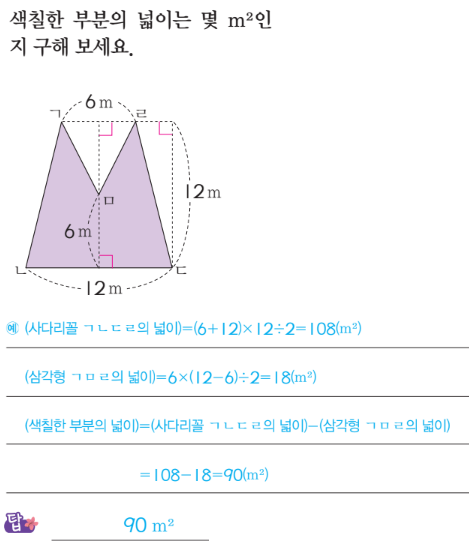 색칠한 부분의 넓이는 몇 m²인
지 구해 보세요.
6 m
ㄱ ㄹ
12 m
ㅁ
6 m
ㄴ ㄷ
12 m
예 (사다리꼴 ㄱㄴㄷㄹ의 넓이)=(6+12)×12÷2=108(m²)
(삼각형 ㄱㅁㄹ의 넓이)=6×(12-6)÷2=18(m²)
(색칠한 부분의 넓이)=(사다리꼴 ㄱㄴㄷㄹ의 넓이)-(삼각형 ㄱㅁㄹ의 넓이)
=108-18=90(m²)
답 90 m²